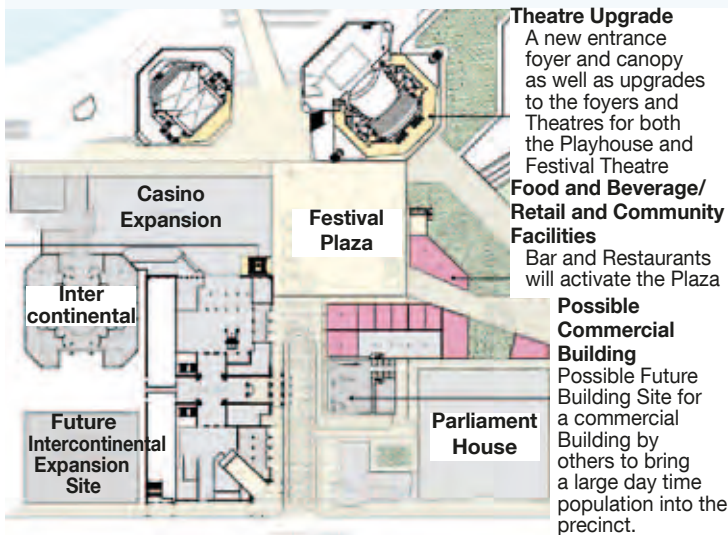 Theatre Upgrade
A new entrance
foyer and canopy
as well as upgrades
to the foyers and
Theatres for both
the Playhouse and
Festival Theatre
Food and Beverage/
Retail and Community
Facilities
Bar and Restaurants
will activate the Plaza
Possible
Commercial
Building
Possible Future
Building Site for
a commercial
Building by
others to bring
a large day time
population into the
precinct.
Casino
Expansion
Festival
Plaza
Inter
continental
Future
Intercontinental
Expansion
Site
Parliament
House